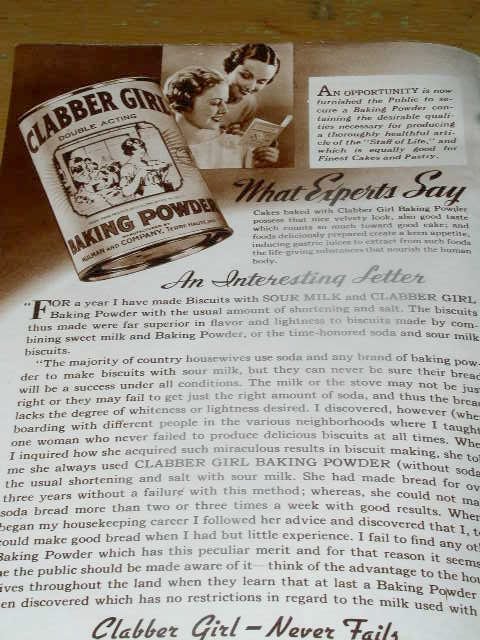 CLABBER GIRL
DOUBLE ACTING
BAKING POWDER
MANUFACTURED BY
HULMAN AND COMPANY, TERRE HAUTE, IND.
AN OPPORTUNITY is now
furnished the Public to se-
cure a Baking Powder con-
taining the desirable quali-
ties necessary for producing
a thoroughly healthful arti-
cle of the "Staff of Life," and
which is equally good for
Finest Cakes and Pastry.
What Experts Say
Cakes baked with Clabber Girl Baking Powder
possess that nice velvety look, also good taste
which counts so much toward good cake; and
foods deliciously prepared create a keen appetite,
inducing gastric juices to extract from such foods
the life-giving substances that nourish the human
body.
An Interesting Letter
"FOR a year I have made Biscuits with SOUR MILK and CLABBER GIRL
Baking Powder with the usual amount of shortening and salt. The biscuits
thus made were far superior in flavor and lightness to biscuits made by com-
bining sweet milk and Baking Powder, or the time-honored soda and sour milk
biscuits.
"The majority of country housewives use soda and any brand of baking pow-
der to make biscuits with sour milk, but they can never be sure their bread
will be a success under all conditions. The milk or the stove may not be jus
right or they may fail to get just the right amount of soda, and thus the brea
lacks the degree of whiteness or lightness desired. I discovered, however (whe
boarding with different people in the various neighborhoods where I taught
one woman who never failed to produce delicious biscuits at all times. Whe
I inquired how she acquired such miraculous results in biscuit making, she to
me she always used CLABBER GIRL BAKING POWDER (without soda
the usual shortening and salt with sour milk. She had made bread for ov
three years without a failure with this method; whereas, she could not ma
soda bread more than two or three times a week with good results. When
began my housekeeping career I followed her advice and discovered that I, t
could make good bread when I had but little experience. I fail to find any ot
Baking Powder which has this peculiar merit and for that reason it seems
me the public should be made aware of it—think of the advantage to the hou
ives throughout the land when they learn that at last a Baking Powder
en discovered which has no restrictions in regard to the milk used with
Clabber Girl - Never Fails